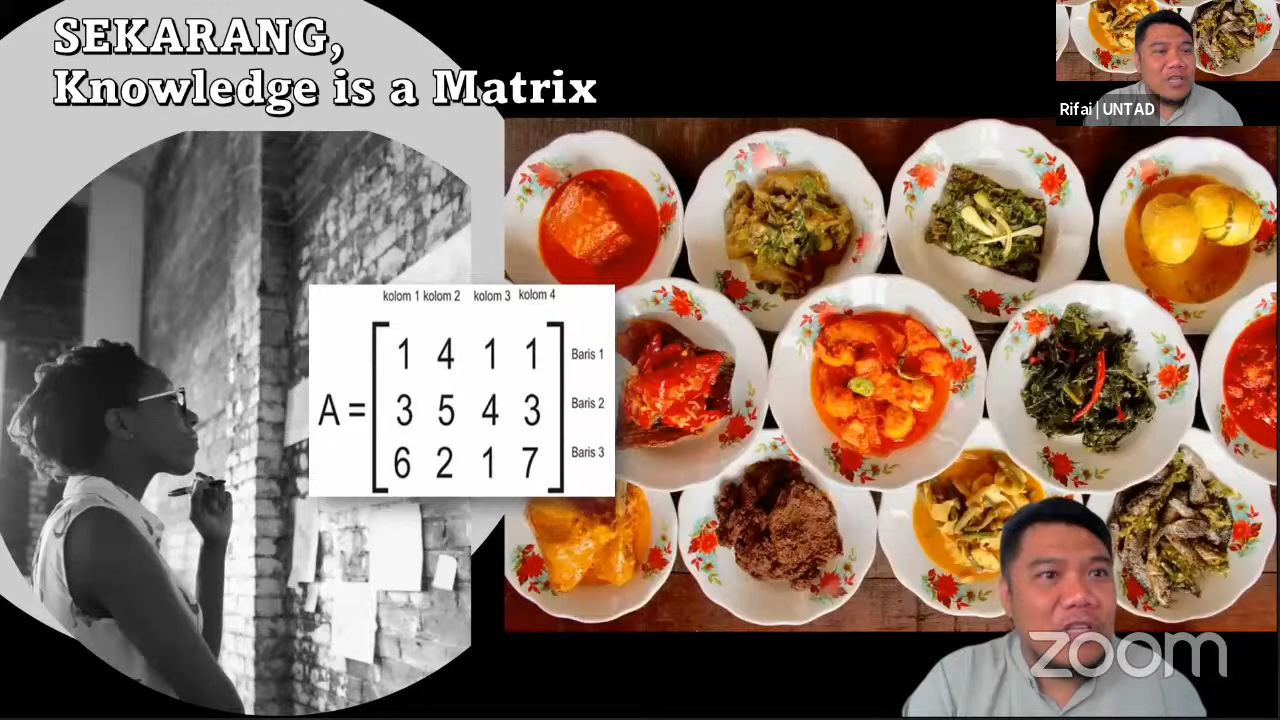 SEKARANG,
Knowledge is a Matrix
Rifai | UNTAD
kolom 1 kolom 2 kolom 3 kolom 4
1 4 1 1 Baris 1
A = 3 5 4 3 Baris 2
6 2 1 7 Baris 3
zoom